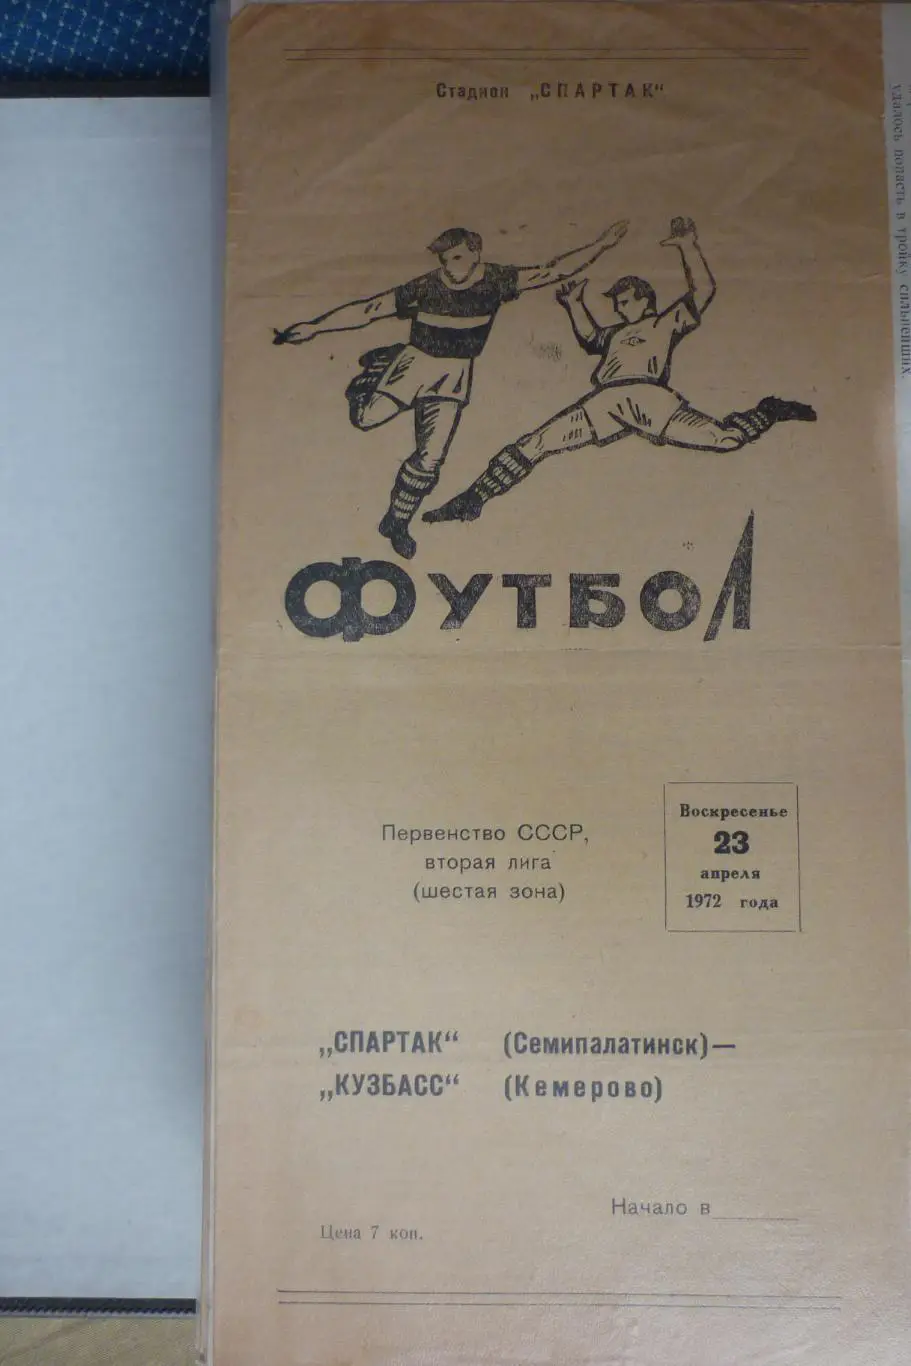 Стадион „СПАРТАК“
ФУТБОЛ
Первенство СССР,
вторая лига
(шестая зона)
Воскресенье
23
апреля
1972 года
„СПАРТАК“ (Семипалатинск)—
„КУЗБАСС“ (Кемерово)
Начало в
Цена 7 коп.
удалось попасть в тройку сильнейших.